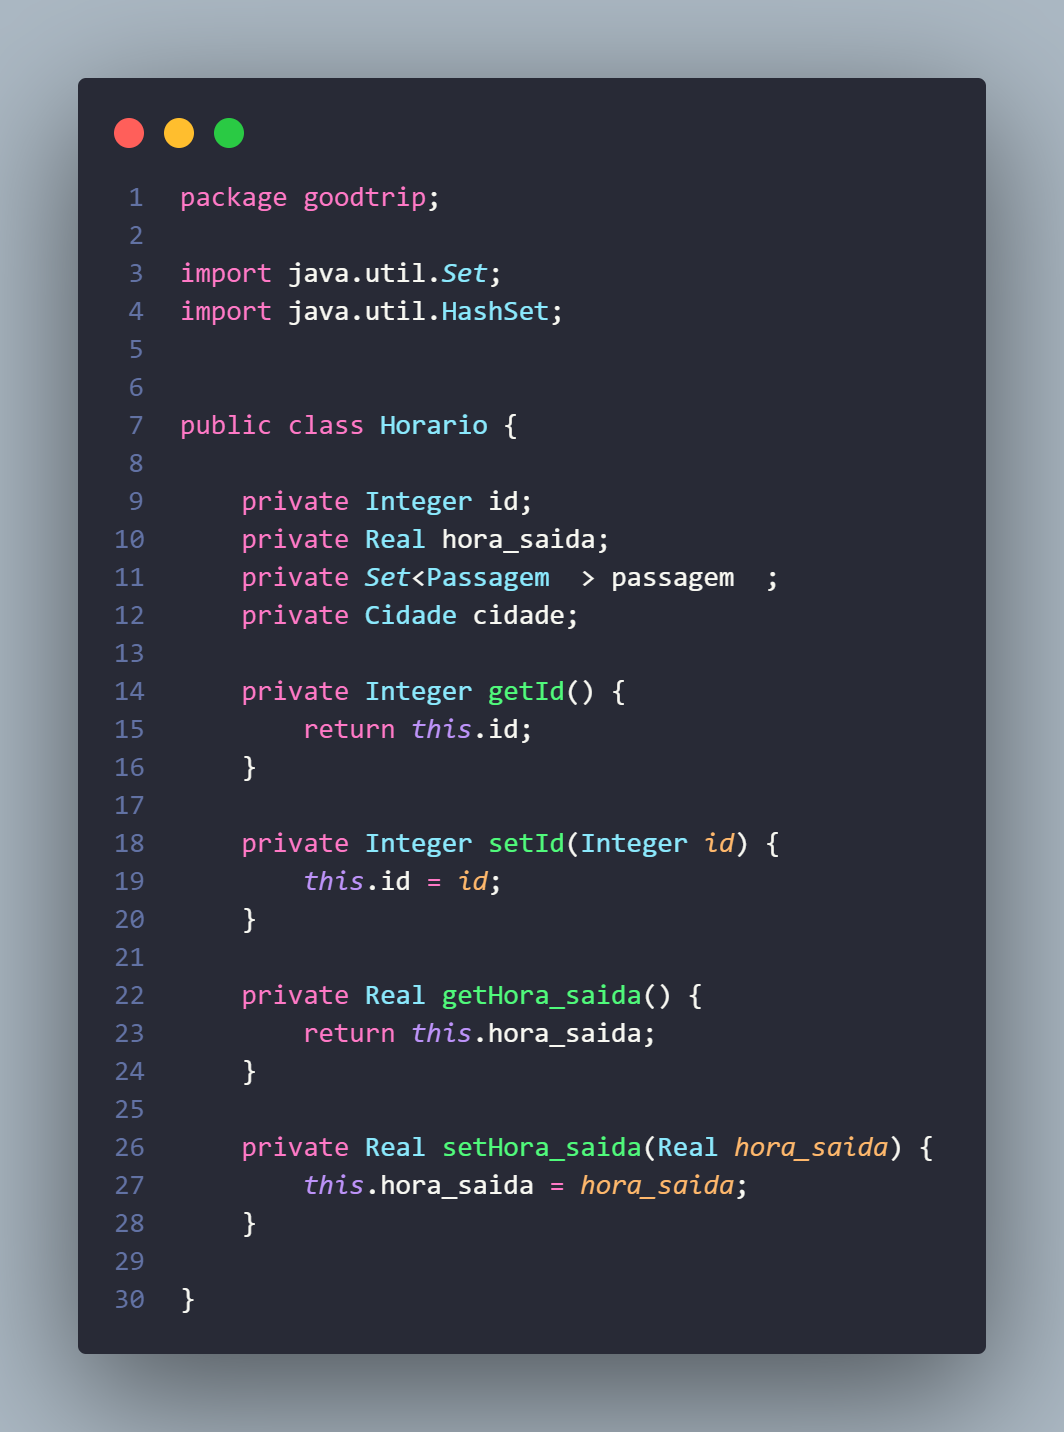 1 package goodtrip;
2
3 import java.util.Set;
4 import java.util.HashSet;
5
6
7 public class Horario {
8
9     private Integer id;
10     private Real hora_saida;
11     private Set<Passagem  > passagem  ;
12     private Cidade cidade;
13
14     private Integer getId() {
15         return this.id;
16     }
17
18     private Integer setId(Integer id) {
19         this.id = id;
20     }
21
22     private Real getHora_saida() {
23         return this.hora_saida;
24     }
25
26     private Real setHora_saida(Real hora_saida) {
27         this.hora_saida = hora_saida;
28     }
29
30 }